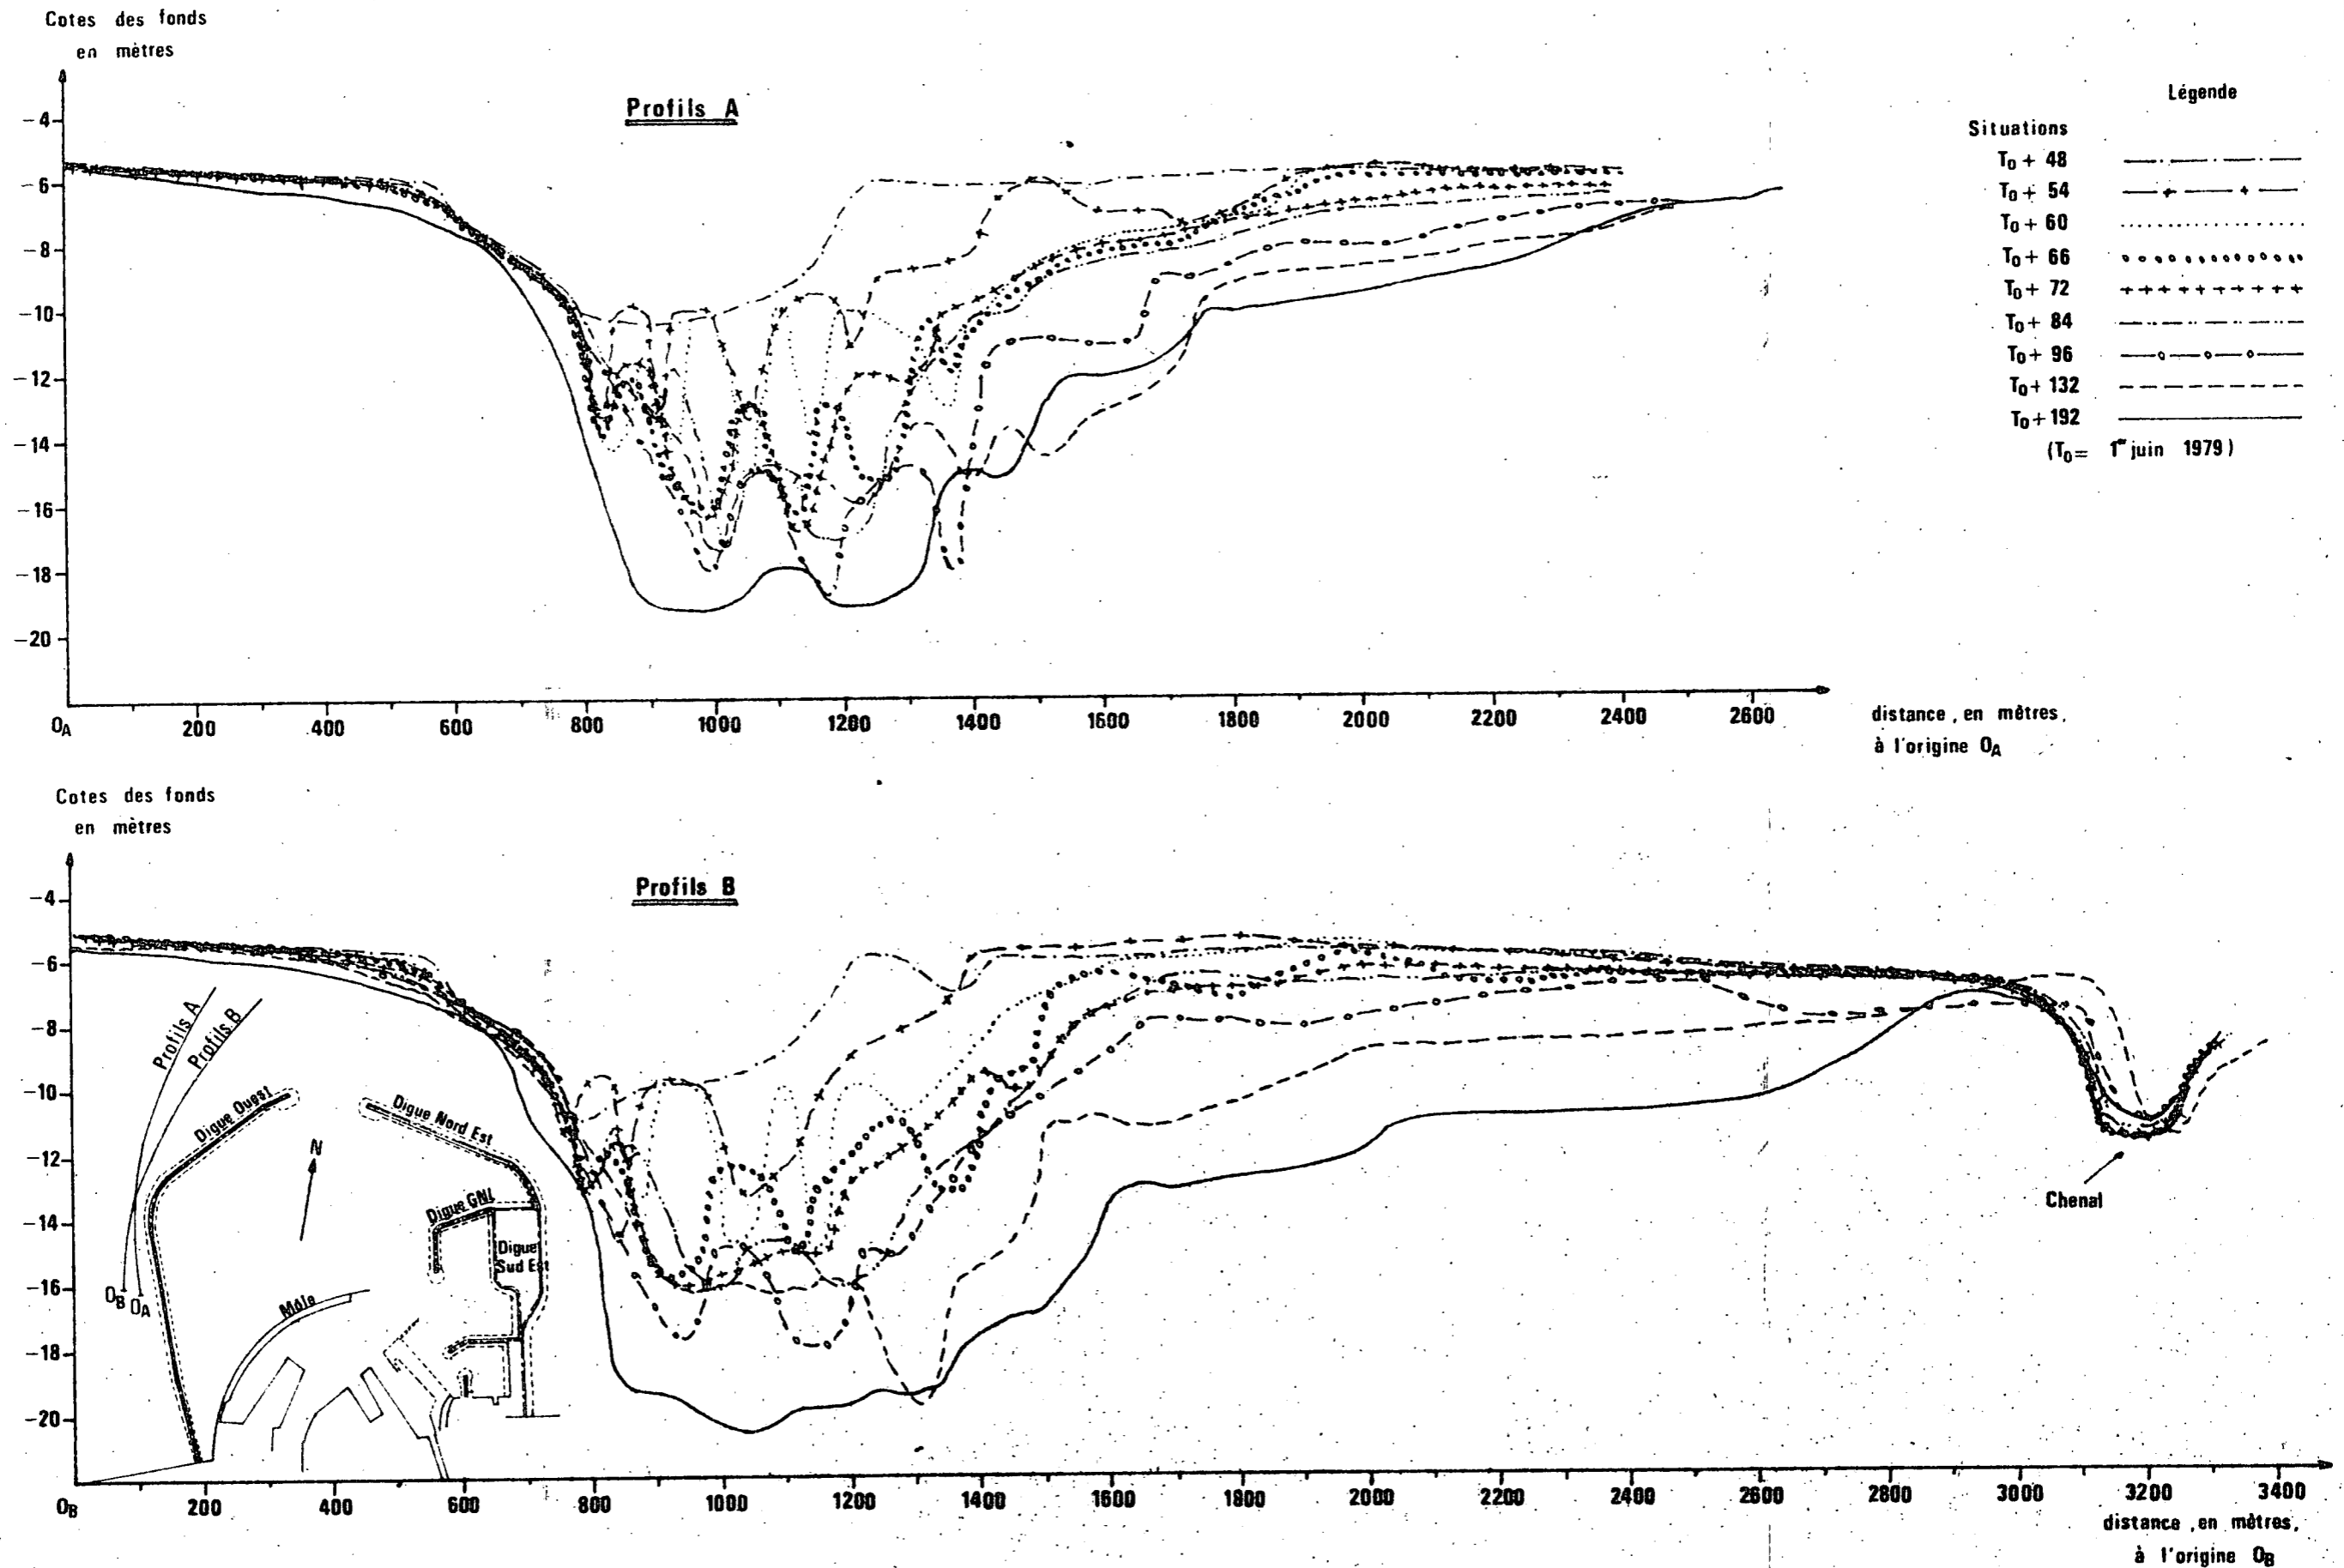 Cotes des fonds
en mètres
Profils A
-4
-6
-8
-10
-12
-14
-16
-18
-20
OA 200 400 600 800 1000 1200 1400 1600 1800 2000 2200 2400 2600
distance, en mêtres,
à l'origine OA
Légende
Situations
T0 + 48
T0 + 54
T0 + 60
T0 + 66
T0 + 72
T0 + 84
T0 + 96
T0 + 132
T0 + 192
(T0 = 1er juin 1979)
Cotes des fonds
en mètres
Profils B
-4
-6
-8
-10
-12
-14
-16
-18
-20
Profils A
Profils B
Digue Ouest
Digue Nord Est
N
Digue GNL
Digue
Sud Est
OB OA
Môle
Chenal
OB 200 400 600 800 1000 1200 1400 1600 1800 2000 2200 2400 2600 2800 3000 3200 3400
distance, en mêtres,
à l'origine OB